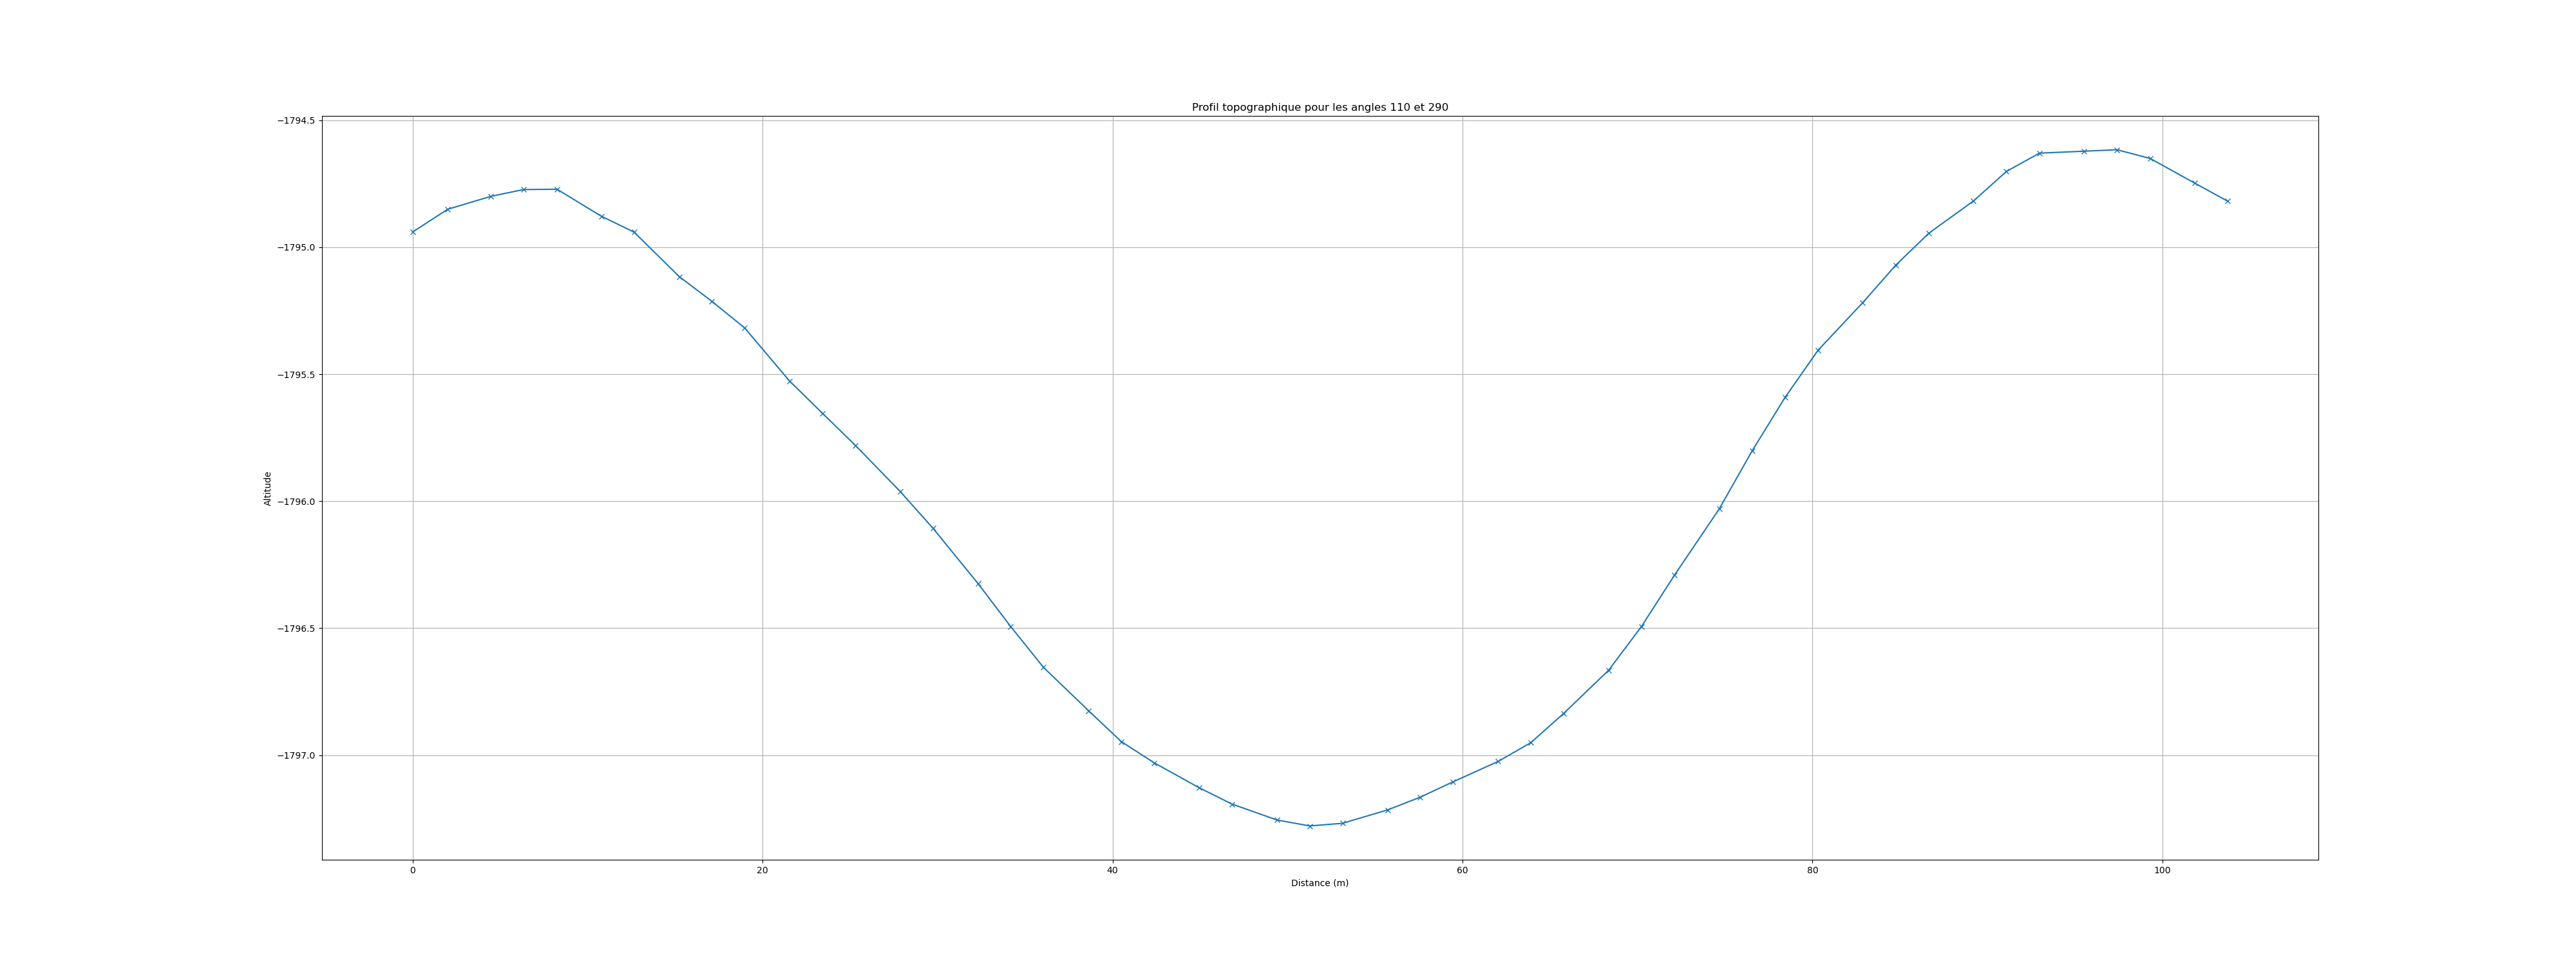 Profil topographique pour les angles 110 et 290
−1794.5
−1795.0
−1795.5
−1796.0
−1796.5
−1797.0
Altitude
0 20 40 60 80 100
Distance (m)